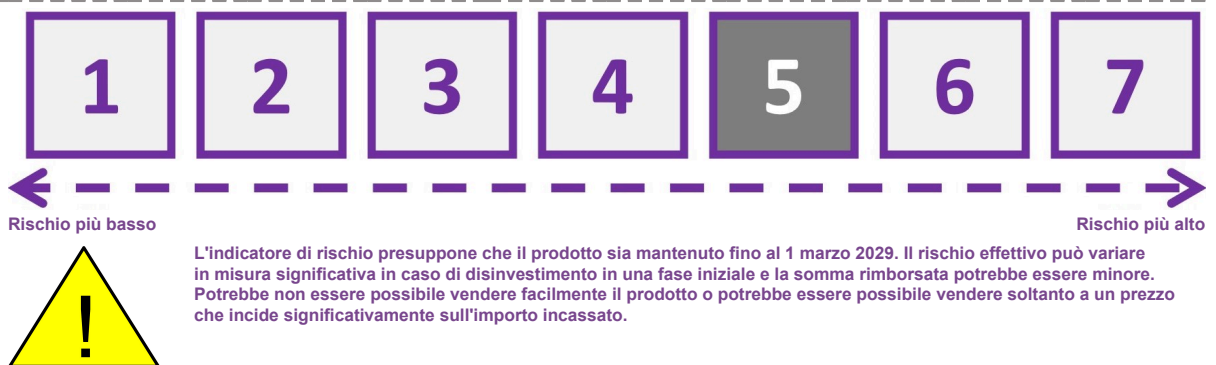 1 2 3 4 5 6 7
Rischio più basso Rischio più alto
L'indicatore di rischio presuppone che il prodotto sia mantenuto fino al 1 marzo 2029. Il rischio effettivo può variare
in misura significativa in caso di disinvestimento in una fase iniziale e la somma rimborsata potrebbe essere minore.
Potrebbe non essere possibile vendere facilmente il prodotto o potrebbe essere possibile vendere soltanto a un prezzo
che incide significativamente sull'importo incassato.
!